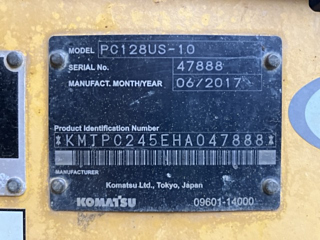 MODEL PC128US-10
SERIAL No. 47888
MANUFACT. MONTH/YEAR 06/2017
Product Identification Number
*KMTPC245EHA047888*
MANUFACTURER
Komatsu Ltd., Tokyo, Japan
KOMATSU 09601-14000